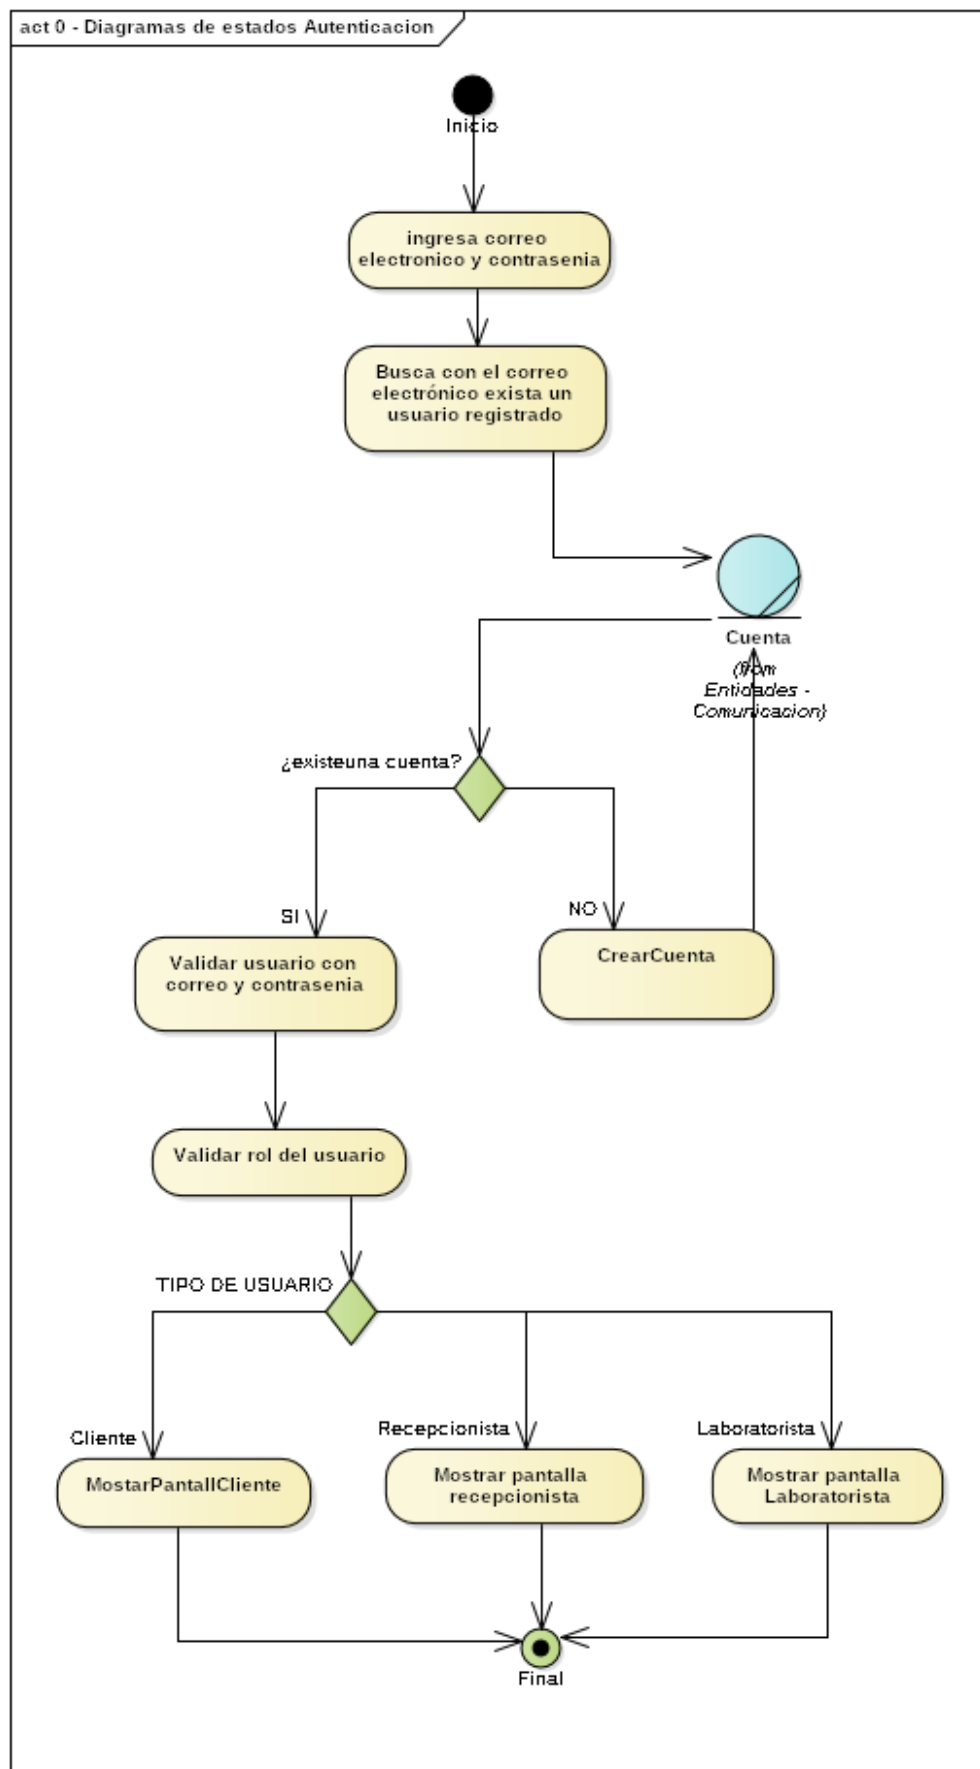 act 0 - Diagramas de estados Autenticacion
Inicio
ingresa correo
electronico y contrasenia
Busca con el correo
electrónico exista un
usuario registrado
Cuenta
(from
Entidades -
Comunicacion)
¿existeuna cuenta?
SI
NO
Validar usuario con
correo y contrasenia
CrearCuenta
Validar rol del usuario
TIPO DE USUARIO
Cliente
Recepcionista
Laboratorista
MostarPantallCliente
Mostrar pantalla
recepcionista
Mostrar pantalla
Laboratorista
Final